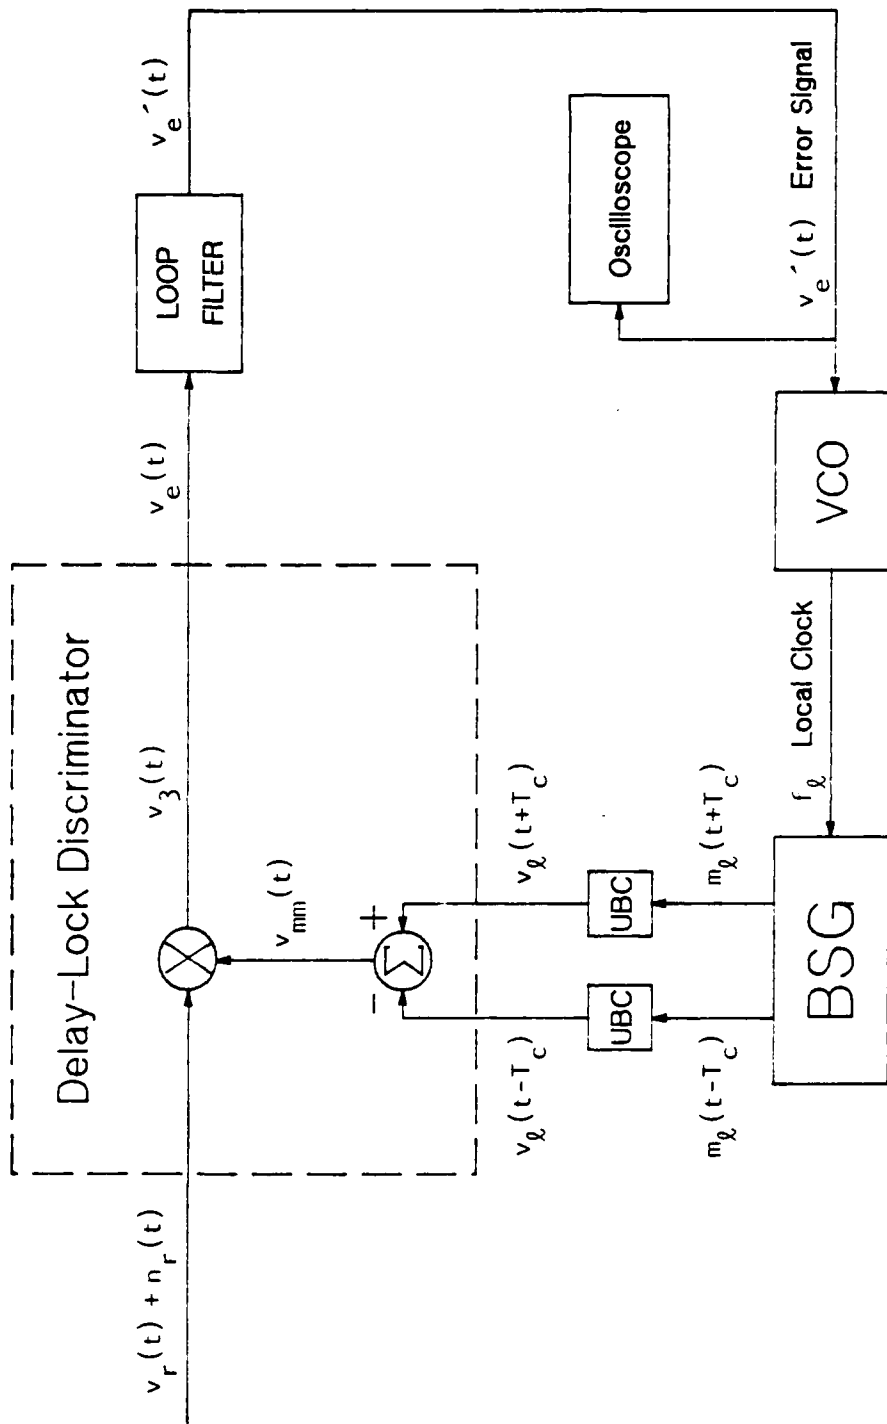 Delay-Lock Discriminator
v_r(t) + n_r(t)
v_3(t)
v_e(t)
LOOP
FILTER
v_e´(t)
v_mm(t)
-
+
Σ
v_ℓ(t-T_c)
v_ℓ(t+T_c)
UBC
UBC
m_ℓ(t-T_c)
m_ℓ(t+T_c)
BSG
f_ℓ Local Clock
VCO
Oscilloscope
v_e´(t) Error Signal